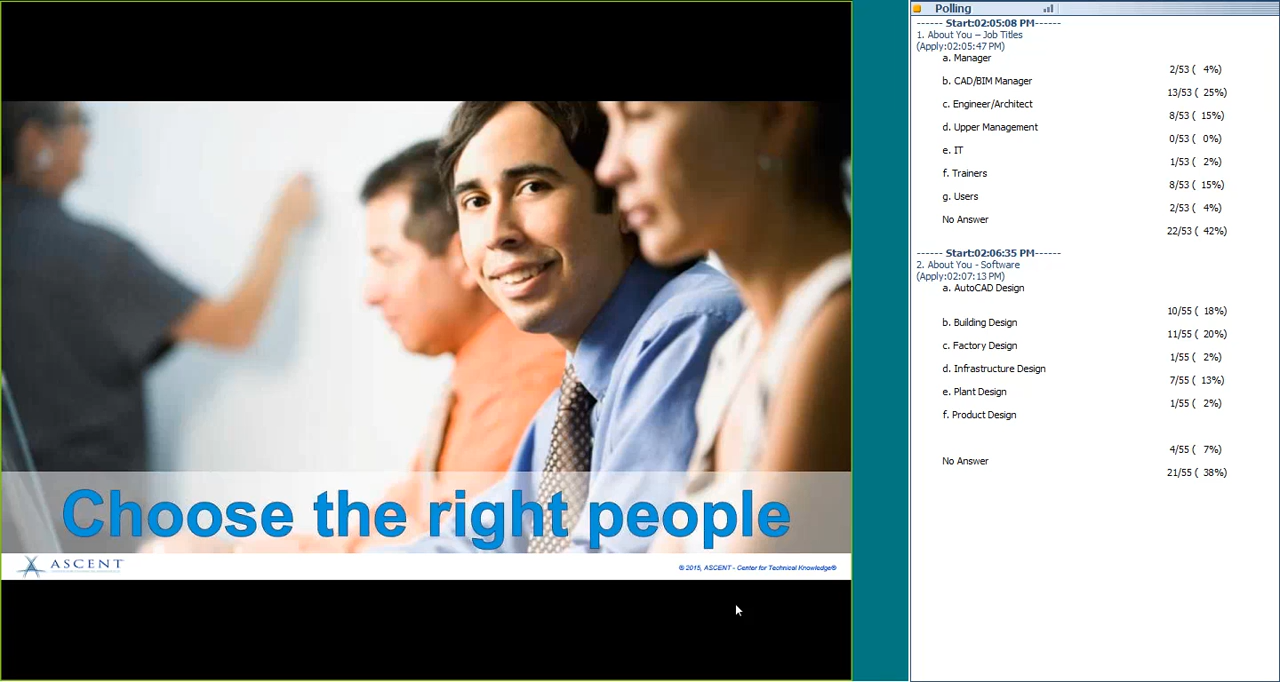 Choose the right people
ASCENT
® 2015, ASCENT - Center for Technical Knowledge®
Polling
------ Start:02:05:08 PM------
1. About You – Job Titles
(Apply:02:05:47 PM)
a. Manager
2/53 ( 4%)
b. CAD/BIM Manager
13/53 ( 25%)
c. Engineer/Architect
8/53 ( 15%)
d. Upper Management
0/53 ( 0%)
e. IT
1/53 ( 2%)
f. Trainers
8/53 ( 15%)
g. Users
2/53 ( 4%)
No Answer
22/53 ( 42%)
------ Start:02:06:35 PM------
2. About You - Software
(Apply:02:07:13 PM)
a. AutoCAD Design
10/55 ( 18%)
b. Building Design
11/55 ( 20%)
c. Factory Design
1/55 ( 2%)
d. Infrastructure Design
7/55 ( 13%)
e. Plant Design
1/55 ( 2%)
f. Product Design
4/55 ( 7%)
No Answer
21/55 ( 38%)